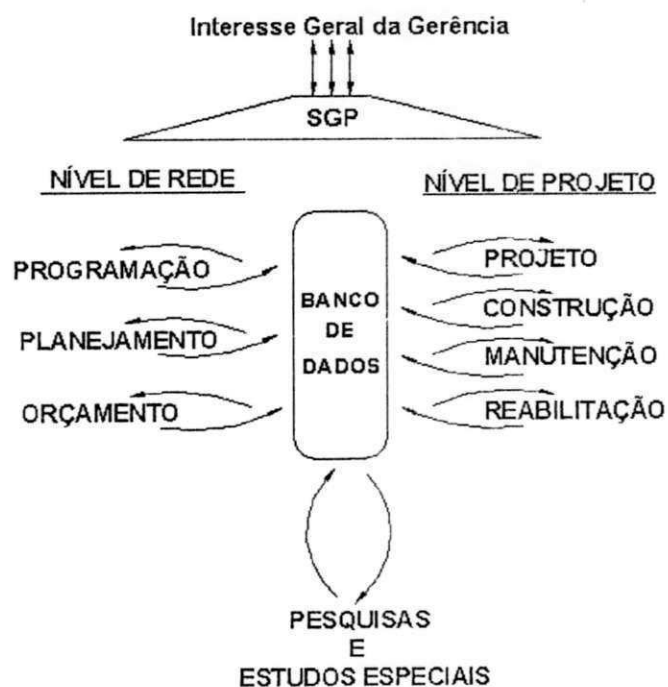 Interesse Geral da Gerência
SGP
NÍVEL DE REDE
NÍVEL DE PROJETO
PROGRAMAÇÃO
PLANEJAMENTO
ORÇAMENTO
BANCO
DE
DADOS
PROJETO
CONSTRUÇÃO
MANUTENÇÃO
REABILITAÇÃO
PESQUISAS
E
ESTUDOS ESPECIAIS